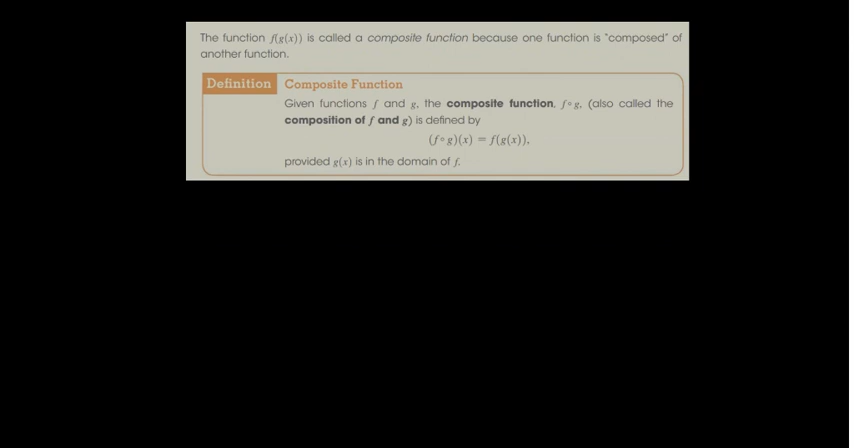 The function f(g(x)) is called a composite function because one function is "composed" of
another function.
Definition Composite Function
Given functions f and g, the composite function, f∘g, (also called the
composition of f and g) is defined by
(f∘g)(x) = f(g(x)),
provided g(x) is in the domain of f.